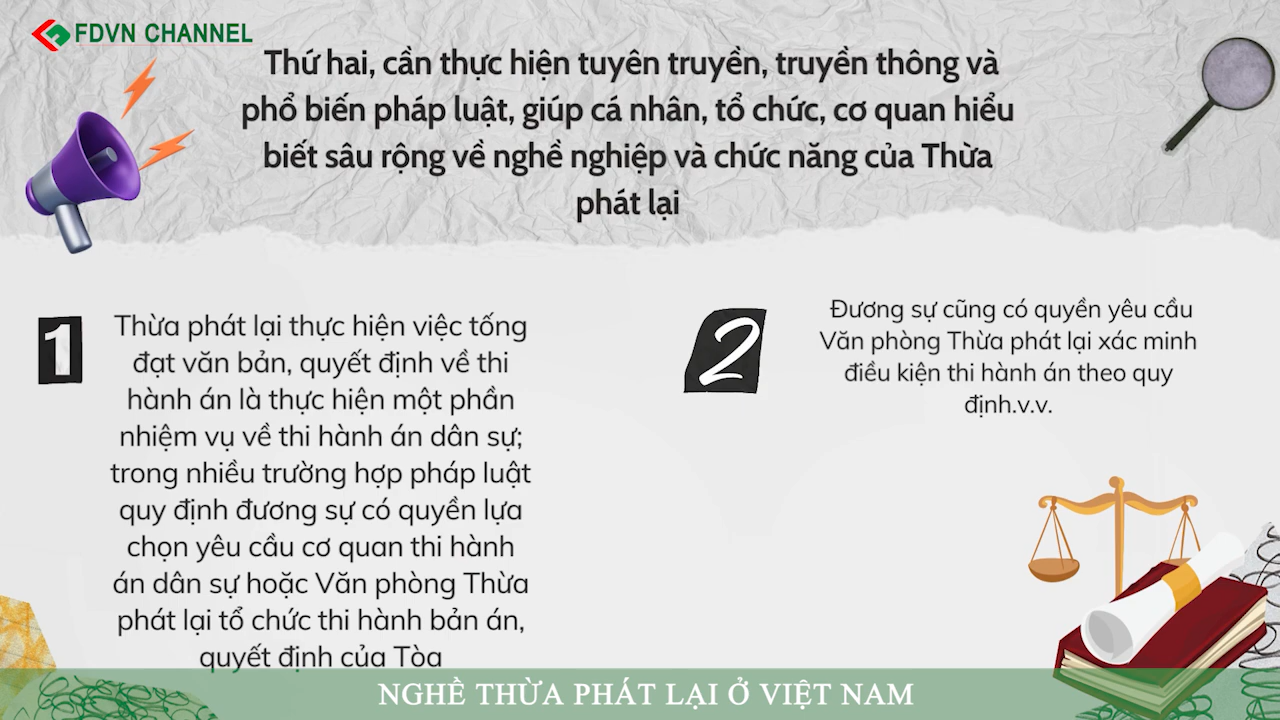 FDVN CHANNEL
Thứ hai, cần thực hiện tuyên truyền, truyền thông và
phổ biến pháp luật, giúp cá nhân, tổ chức, cơ quan hiểu
biết sâu rộng về nghề nghiệp và chức năng của Thừa
phát lại
1
Thừa phát lại thực hiện việc tống
đạt văn bản, quyết định về thi
hành án là thực hiện một phần
nhiệm vụ về thi hành án dân sự;
trong nhiều trường hợp pháp luật
quy định đương sự có quyền lựa
chọn yêu cầu cơ quan thi hành
án dân sự hoặc Văn phòng Thừa
phát lại tổ chức thi hành bản án,
quyết định của Tòa
2
Đương sự cũng có quyền yêu cầu
Văn phòng Thừa phát lại xác minh
điều kiện thi hành án theo quy
định.v.v.
NGHỀ THỪA PHÁT LẠI Ở VIỆT NAM